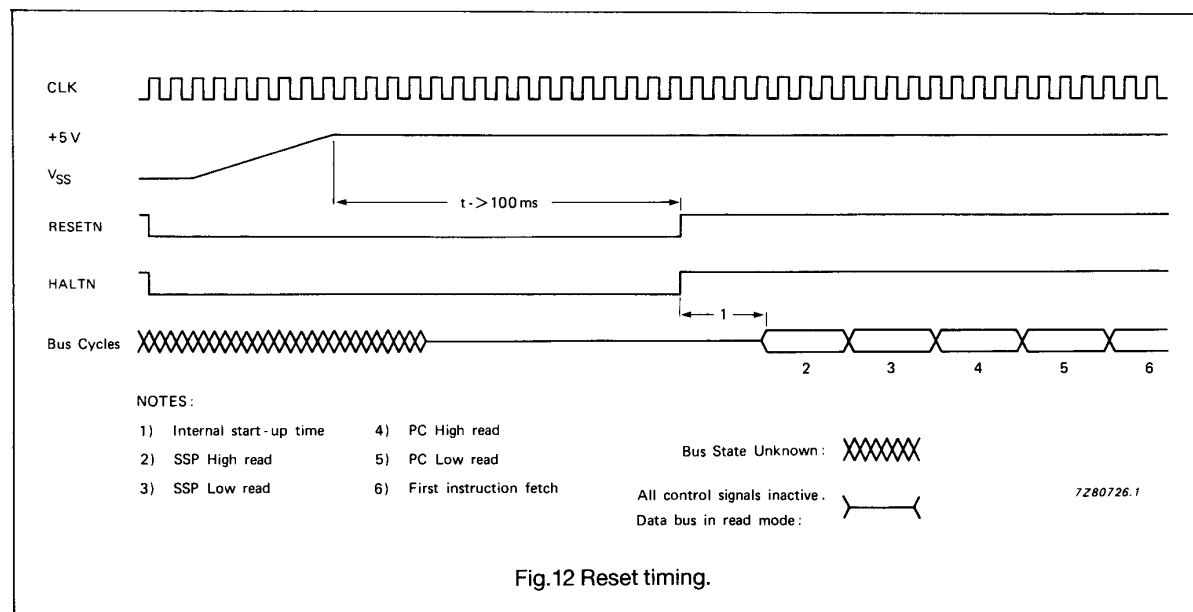 CLK
+5 V
VSS
t -> 100 ms
RESETN
HALTN
1
Bus Cycles
2 3 4 5 6
NOTES :
1) Internal start - up time
2) SSP High read
3) SSP Low read
4) PC High read
5) PC Low read
6) First instruction fetch
Bus State Unknown :
All control signals inactive .
Data bus in read mode :
7Z80726.1
Fig.12 Reset timing.